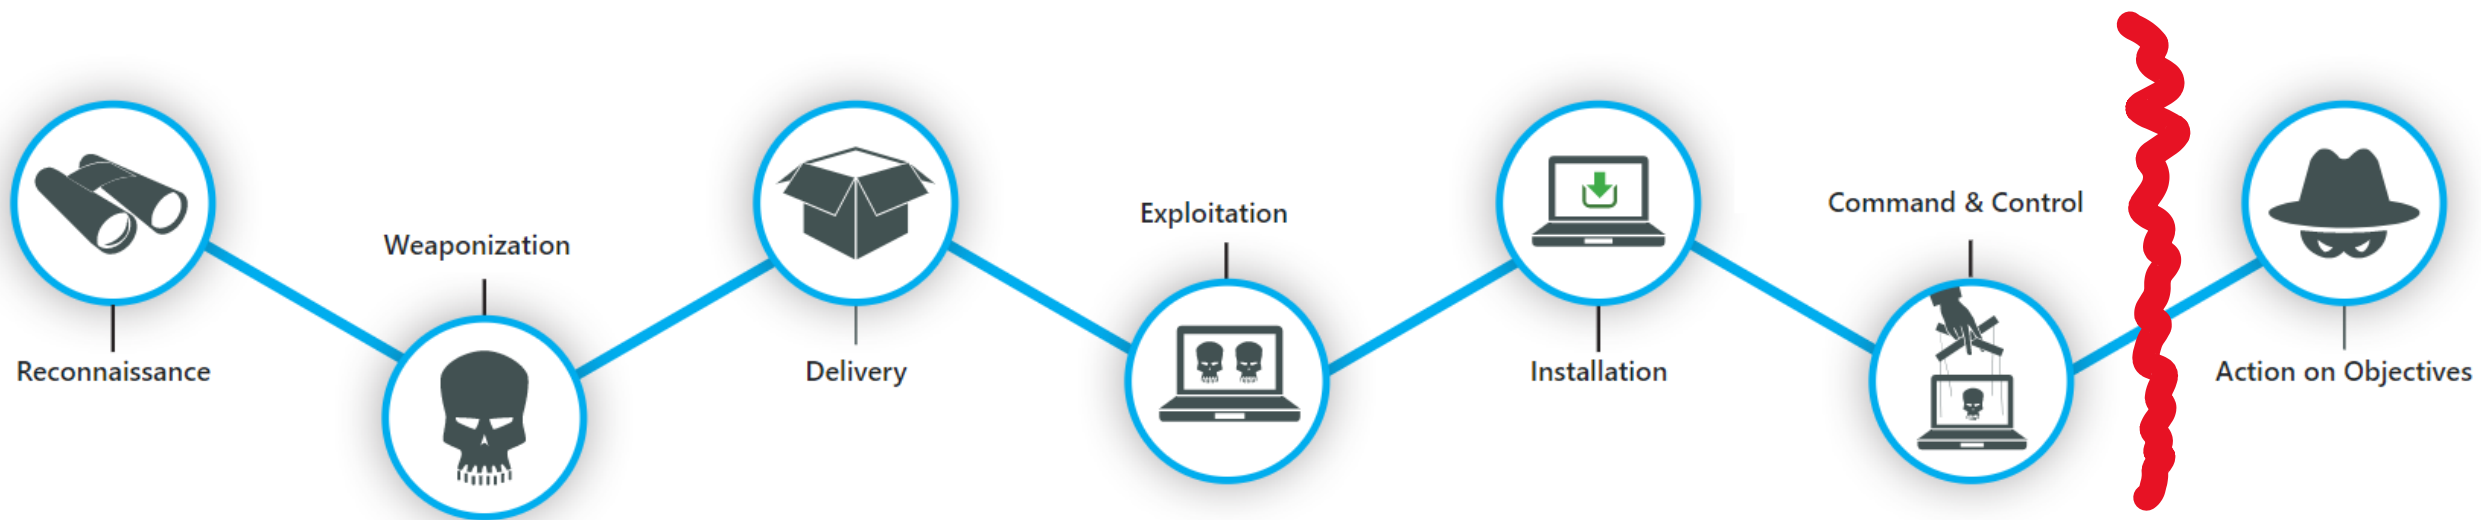 Reconnaissance
Weaponization
Delivery
Exploitation
Installation
Command & Control
Action on Objectives